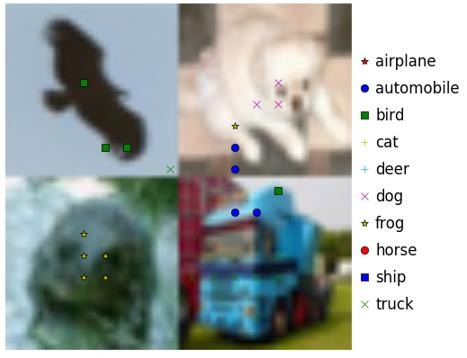 airplane
automobile
bird
cat
deer
dog
frog
horse
ship
truck